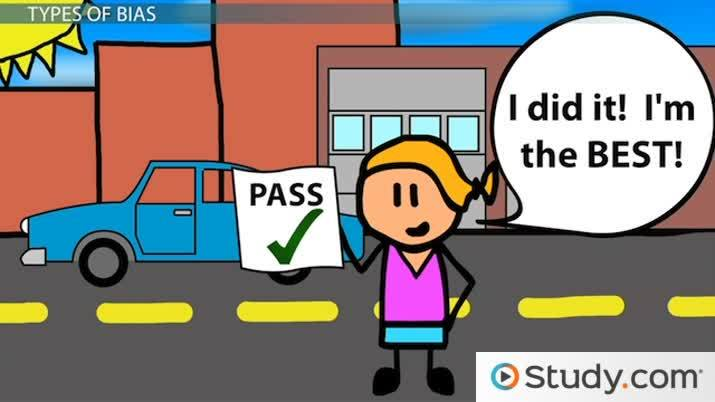 TYPES OF BIAS
I did it! I'm
the BEST!
PASS
Study.com